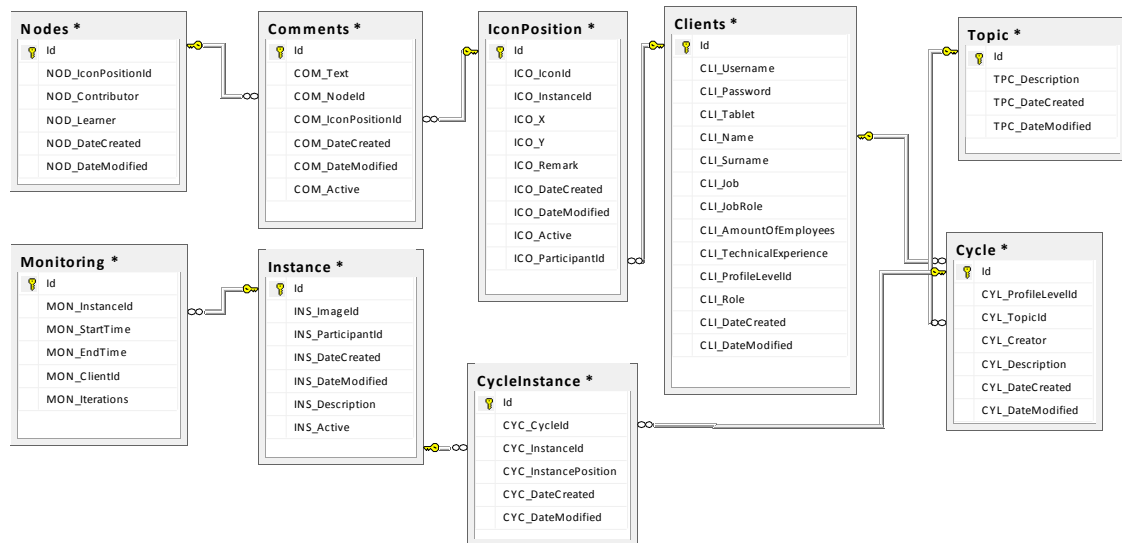 Nodes *
Id
NOD_IconPositionId
NOD_Contributor
NOD_Learner
NOD_DateCreated
NOD_DateModified
Comments *
Id
COM_Text
COM_NodeId
COM_IconPositionId
COM_DateCreated
COM_DateModified
COM_Active
IconPosition *
Id
ICO_IconId
ICO_InstanceId
ICO_X
ICO_Y
ICO_Remark
ICO_DateCreated
ICO_DateModified
ICO_Active
ICO_ParticipantId
Clients *
Id
CLI_Username
CLI_Password
CLI_Tablet
CLI_Name
CLI_Surname
CLI_Job
CLI_JobRole
CLI_AmountOfEmployees
CLI_TechnicalExperience
CLI_ProfileLevelId
CLI_Role
CLI_DateCreated
CLI_DateModified
Topic *
Id
TPC_Description
TPC_DateCreated
TPC_DateModified
Monitoring *
Id
MON_InstanceId
MON_StartTime
MON_EndTime
MON_ClientId
MON_Iterations
Instance *
Id
INS_ImageId
INS_ParticipantId
INS_DateCreated
INS_DateModified
INS_Description
INS_Active
CycleInstance *
Id
CYC_CycleId
CYC_InstanceId
CYC_InstancePosition
CYC_DateCreated
CYC_DateModified
Cycle *
Id
CYL_ProfileLevelId
CYL_TopicId
CYL_Creator
CYL_Description
CYL_DateCreated
CYL_DateModified